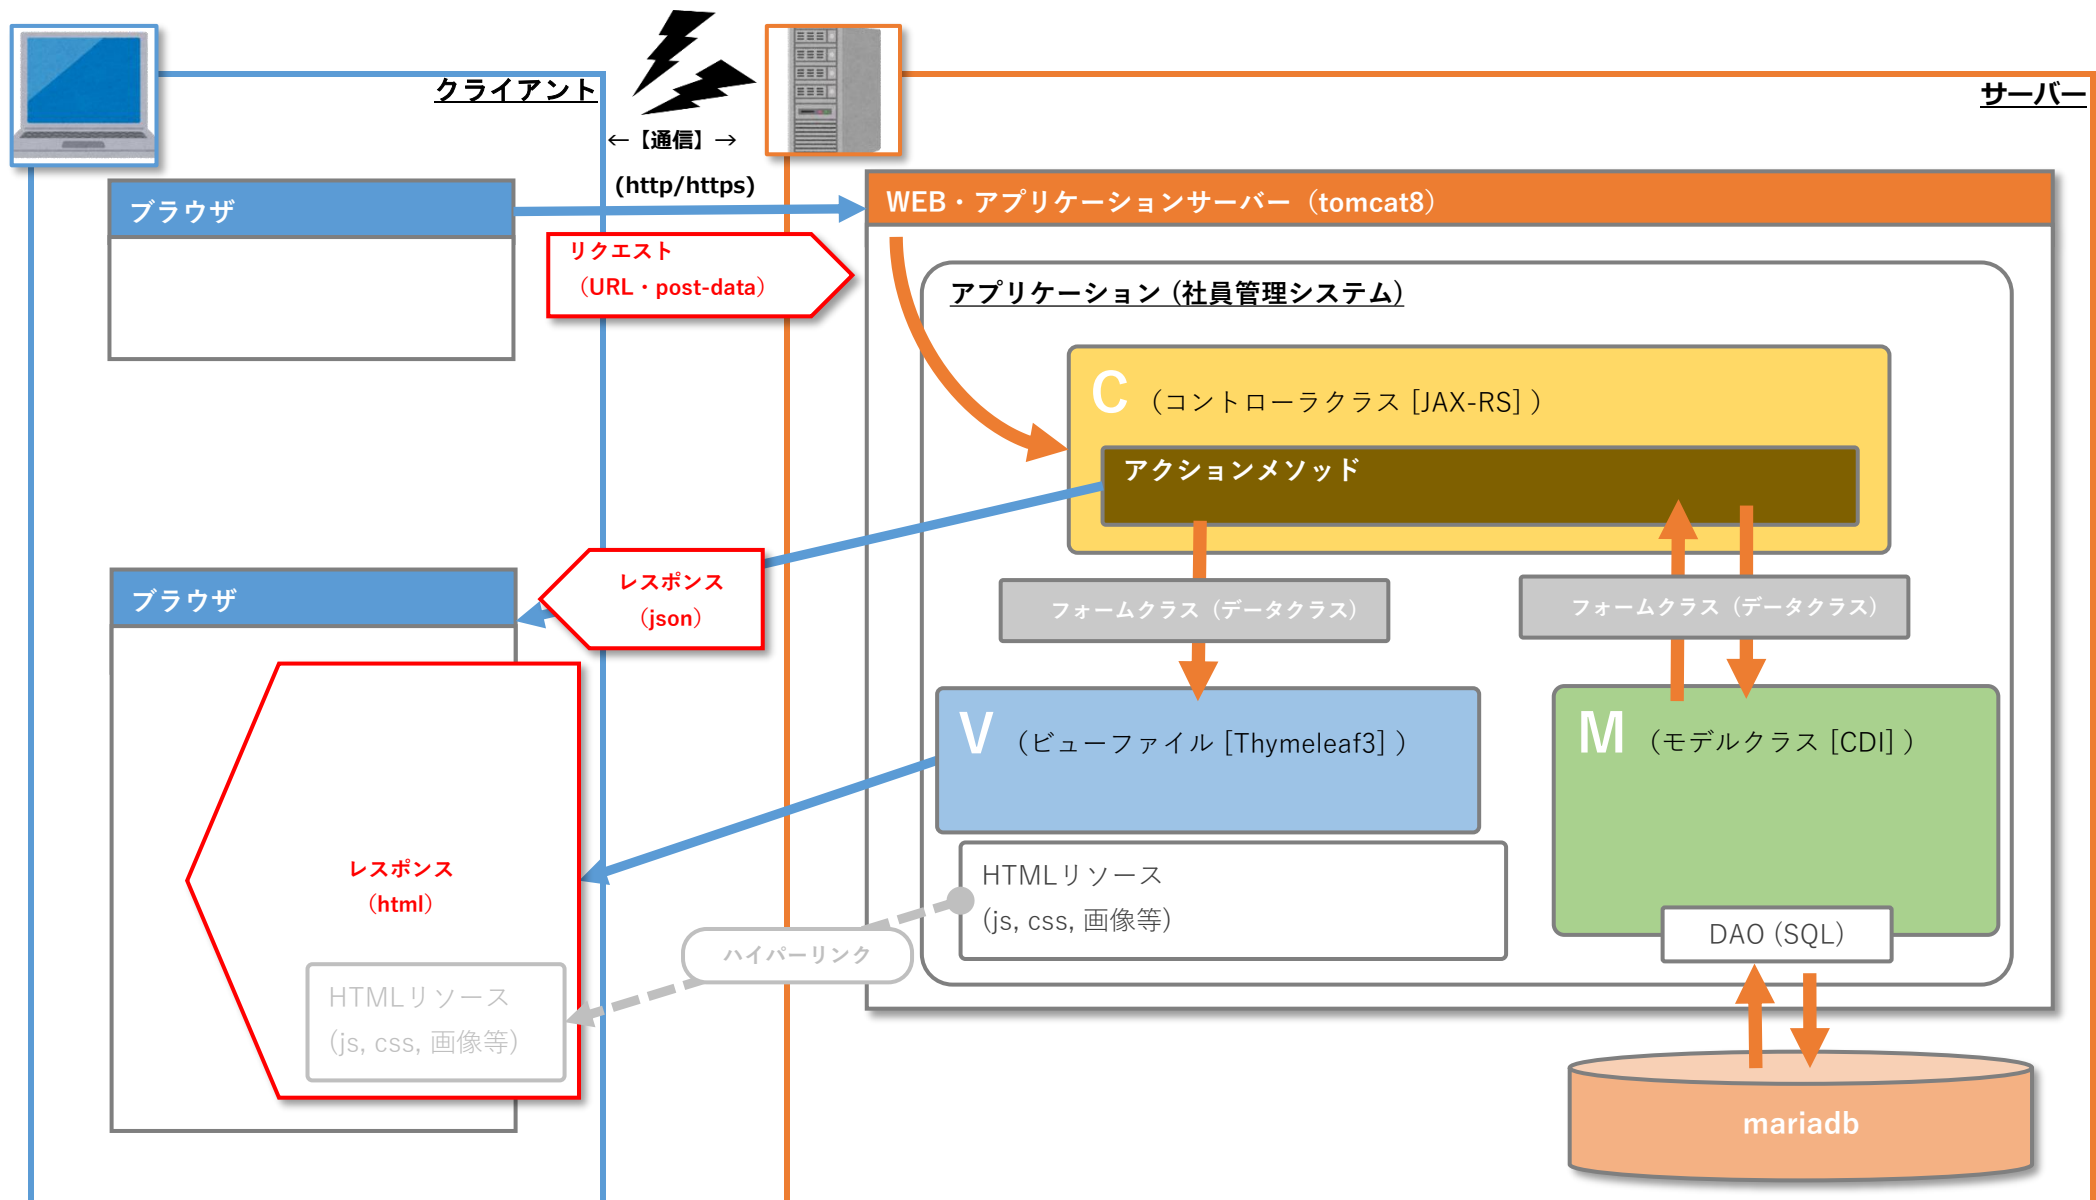 クライアント
←【通信】→
(http/https)
サーバー
ブラウザ
WEB・アプリケーションサーバー（tomcat8）
リクエスト
（URL・post-data）
アプリケーション (社員管理システム)
C （コントローラクラス [JAX-RS] ）
アクションメソッド
レスポンス
（json）
ブラウザ
フォームクラス（データクラス）
フォームクラス（データクラス）
V （ビューファイル [Thymeleaf3] ）
M （モデルクラス [CDI] ）
レスポンス
（html）
HTMLリソース
(js, css, 画像等)
DAO (SQL)
ハイパーリンク
HTMLリソース
(js, css, 画像等)
mariadb